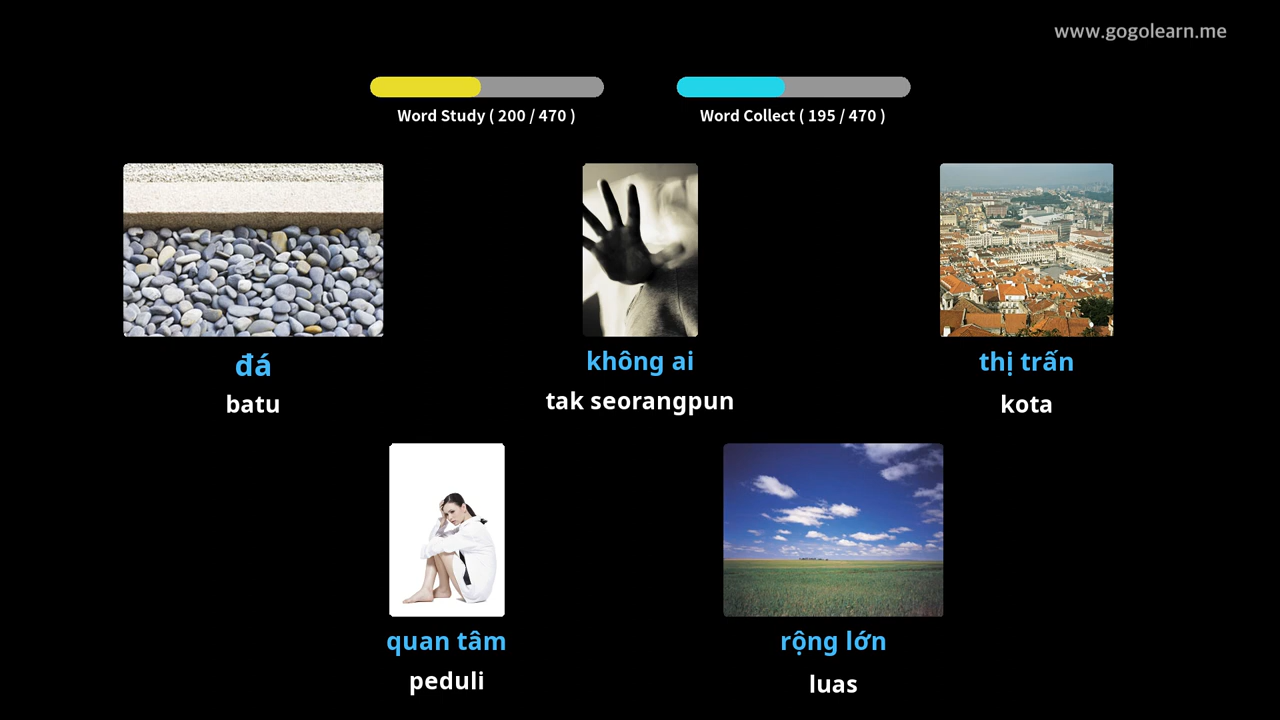 www.gogolearn.me
Word Study ( 200 / 470 )
Word Collect ( 195 / 470 )
đá
batu
không ai
tak seorangpun
thị trấn
kota
quan tâm
peduli
rộng lớn
luas